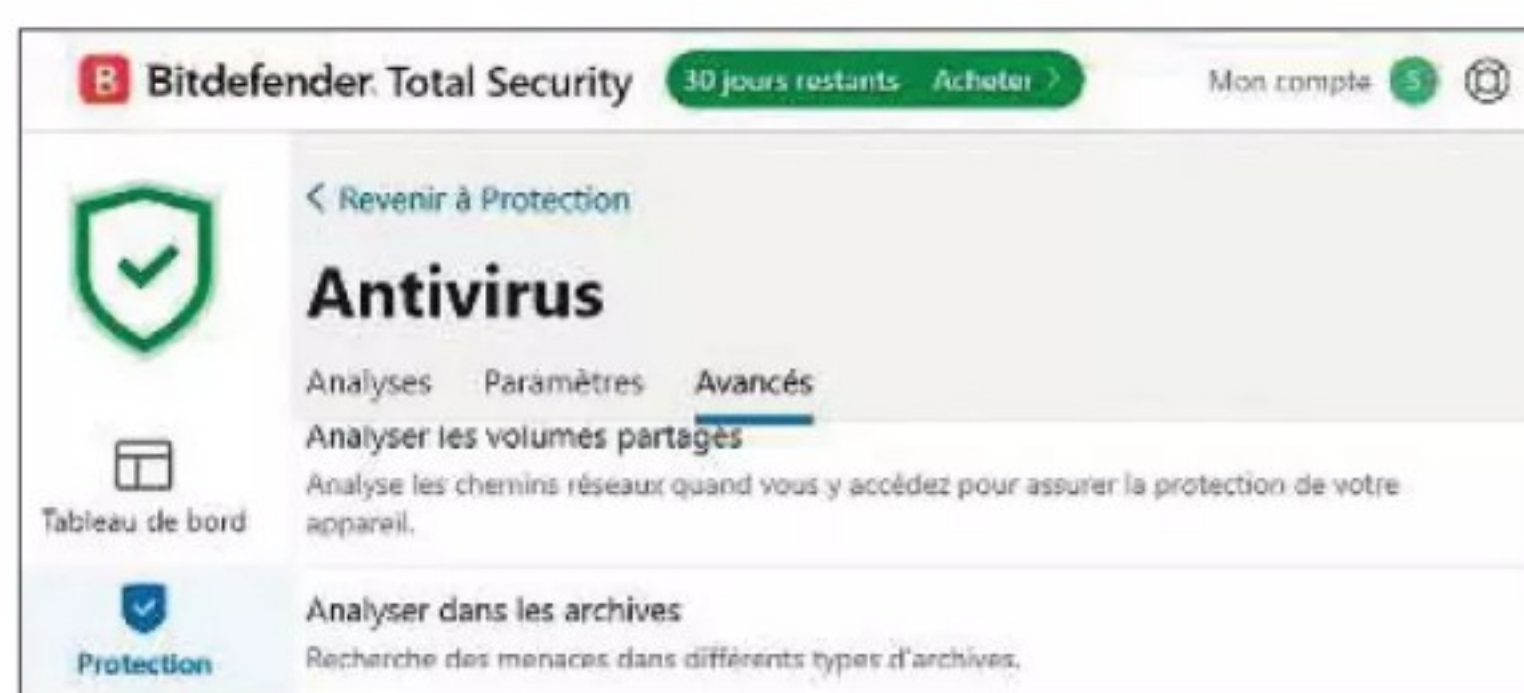 B Bitdefender Total Security 30 jours restants Acheter > Mon compte S
< Revenir à Protection
Antivirus
Analyses Paramètres Avancés
Analyser les volumes partagés
Analyse les chemins réseaux quand vous y accédez pour assurer la protection de votre
appareil.
Tableau de bord
Analyser dans les archives
Recherche des menaces dans différents types d'archives.
Protection